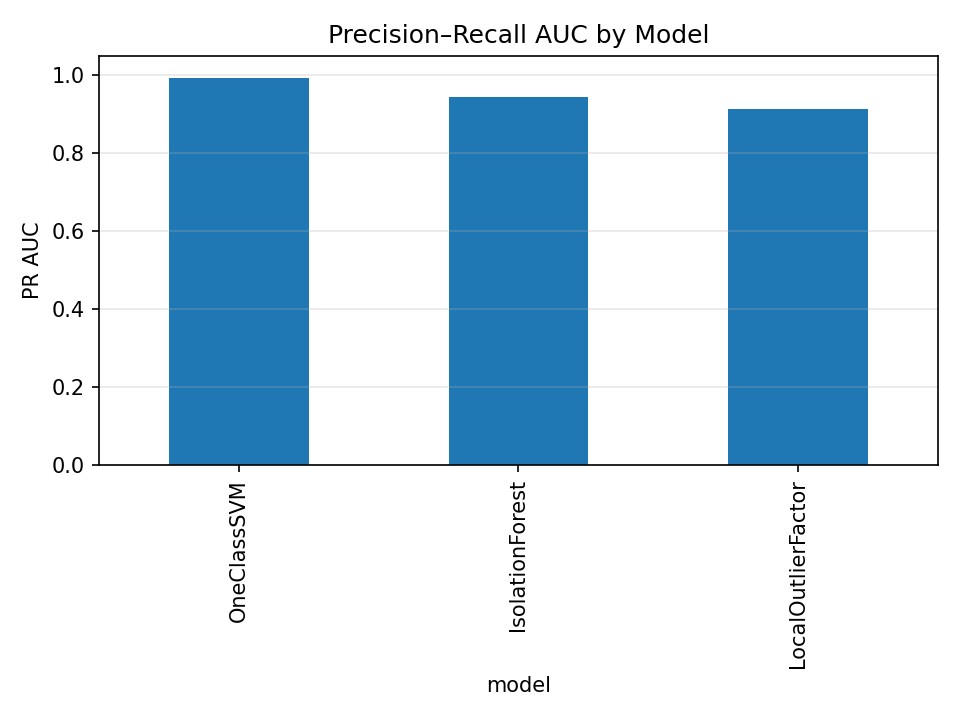 Precision–Recall AUC by Model
PR AUC
1.0
0.8
0.6
0.4
0.2
0.0
OneClassSVM
IsolationForest
LocalOutlierFactor
model